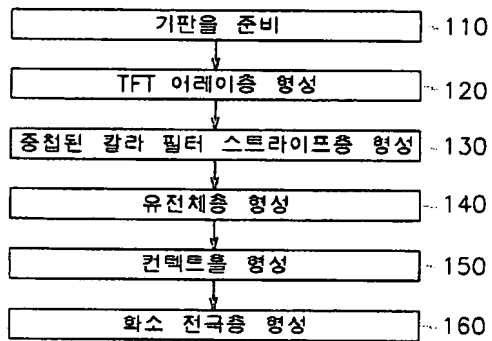 기판을 준비 110
TFT 어레이층 형성 120
중첩된 칼라 필터 스트라이프층 형성 130
유전체층 형성 140
컨텍트홀 형성 150
화소 전극층 형성 160